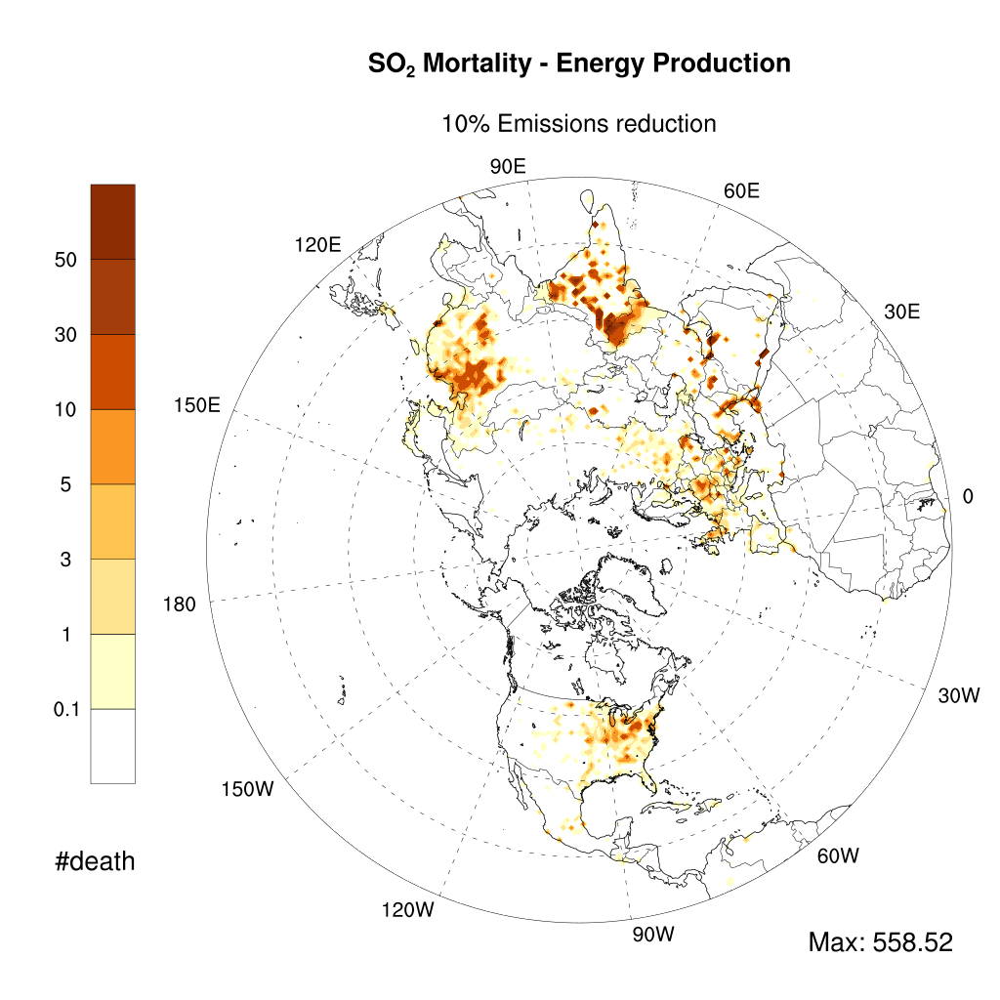 SO₂ Mortality - Energy Production
10% Emissions reduction
90E
60E
120E
50
30E
30
150E
10
5
0
3
180
1
30W
0.1
150W
60W
#death
120W
90W
Max: 558.52